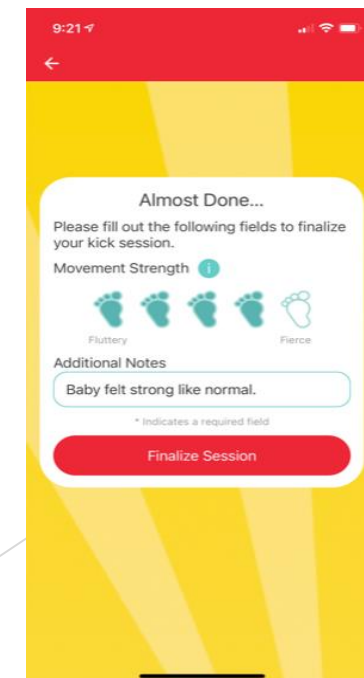 9:21
Almost Done...
Please fill out the following fields to finalize
your kick session.
Movement Strength i
Fluttery
Fierce
Additional Notes
Baby felt strong like normal.
* Indicates a required field
Finalize Session